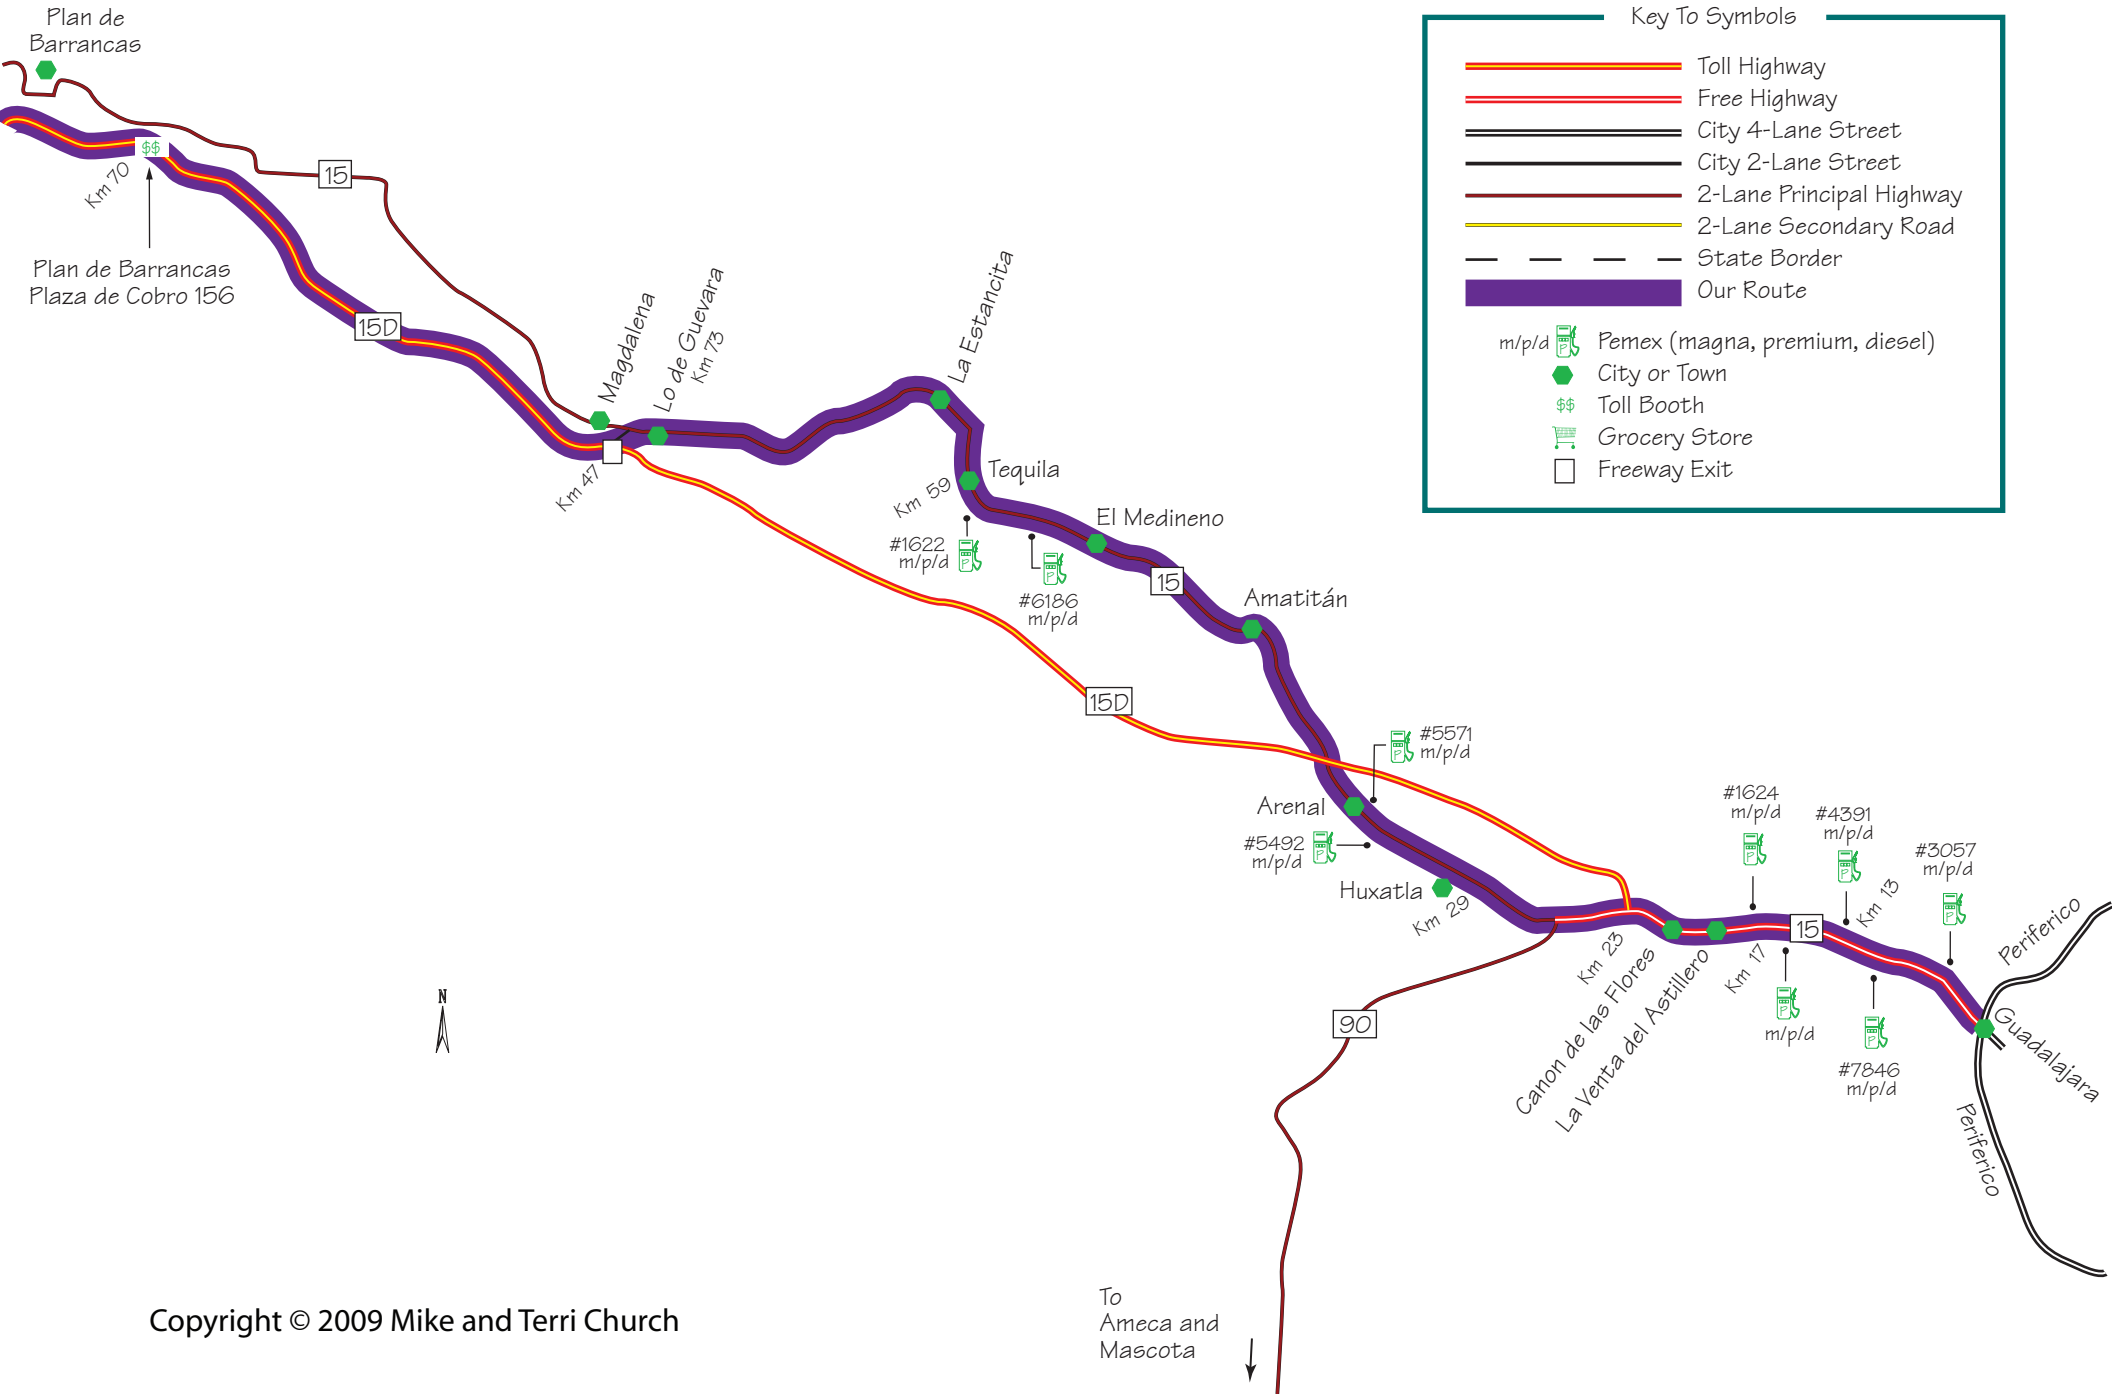 Plan de
Barrancas
Key To Symbols
Toll Highway
Free Highway
City 4-Lane Street
City 2-Lane Street
2-Lane Principal Highway
2-Lane Secondary Road
State Border
Our Route
m/p/d
P
Pemex (magna, premium, diesel)
City or Town
$$
Toll Booth
Grocery Store
Freeway Exit
$$
Km 70
15
Plan de Barrancas
Plaza de Cobro 156
15D
Magdalena
Lo de Guevara
Km 73
La Estancita
Km 47
Tequila
Km 59
#1622
m/p/d
P
El Medineno
P
#6186
m/p/d
15
Amatitán
15D
#5571
m/p/d
P
Arenal
#5492
m/p/d
P
Huxatla
Km 29
#1624
m/p/d
P
#4391
m/p/d
P
Km 13
#3057
m/p/d
P
15
Periferico
Km 23
Canon de las Flores
La Venta del Astillero
Km 17
P
m/p/d
P
#7846
m/p/d
Guadalajara
Periferico
90
N
To
Ameca and
Mascota
Copyright © 2009 Mike and Terri Church